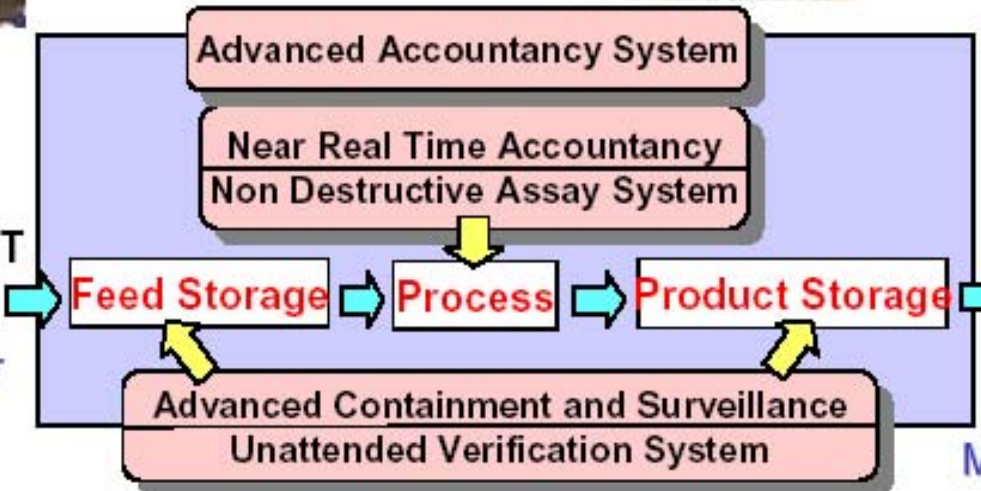 Advanced Accountancy System
Near Real Time Accountancy
Non Destructive Assay System
T
Feed Storage Process Product Storage
Advanced Containment and Surveillance
Unattended Verification System
M